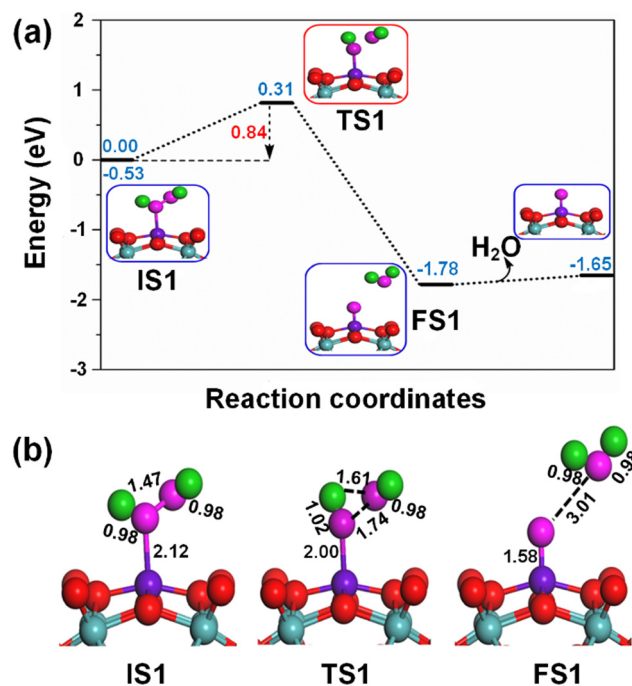 (a)
2
1
0
-1
-2
-3
Energy (eV)
0.00
-0.53
IS1
0.31
0.84
TS1
-1.78
FS1
H₂O
-1.65
Reaction coordinates
(b)
1.47
0.98
0.98
2.12
IS1
1.61
1.02
1.74
0.98
2.00
TS1
0.98
0.98
3.01
1.58
FS1